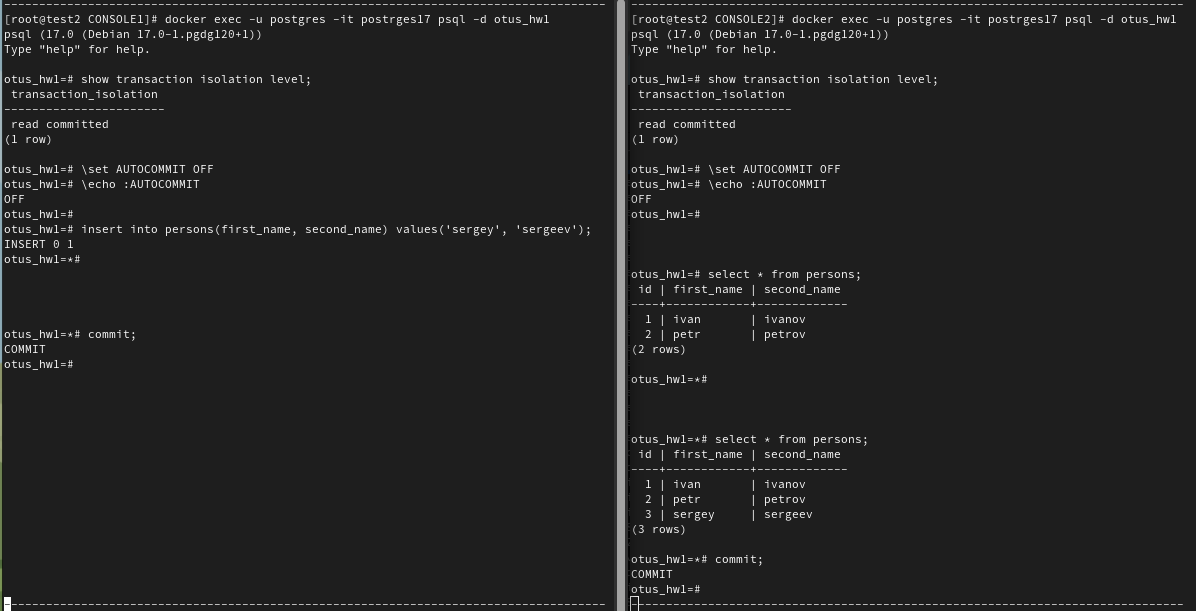 [root@test2 CONSOLE1]# docker exec -u postgres -it postrges17 psql -d otus_hw1
psql (17.0 (Debian 17.0-1.pgdg120+1))
Type "help" for help.
otus_hw1=# show transaction isolation level;
transaction_isolation
-----------------------
read committed
(1 row)
otus_hw1=# \set AUTOCOMMIT OFF
otus_hw1=# \echo :AUTOCOMMIT
OFF
otus_hw1=#
otus_hw1=# insert into persons(first_name, second_name) values('sergey', 'sergeev');
INSERT 0 1
otus_hw1=*#
otus_hw1=*# commit;
COMMIT
otus_hw1=#
[root@test2 CONSOLE2]# docker exec -u postgres -it postrges17 psql -d otus_hw1
psql (17.0 (Debian 17.0-1.pgdg120+1))
Type "help" for help.
otus_hw1=# show transaction isolation level;
transaction_isolation
-----------------------
read committed
(1 row)
otus_hw1=# \set AUTOCOMMIT OFF
otus_hw1=# \echo :AUTOCOMMIT
OFF
otus_hw1=#
otus_hw1=# select * from persons;
id | first_name | second_name
----+------------+-------------
1 | ivan | ivanov
2 | petr | petrov
(2 rows)
otus_hw1=*#
otus_hw1=*# select * from persons;
id | first_name | second_name
----+------------+-------------
1 | ivan | ivanov
2 | petr | petrov
3 | sergey | sergeev
(3 rows)
otus_hw1=*# commit;
COMMIT
otus_hw1=#